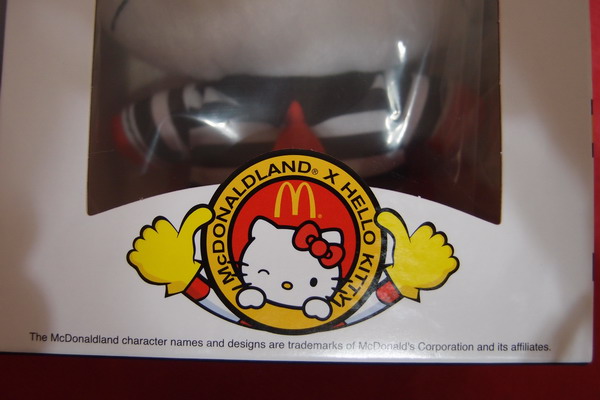 McDONALDLAND® X HELLO KITTY
M®
The McDonaldland character names and designs are trademarks of McDonald's Corporation and its affiliates.